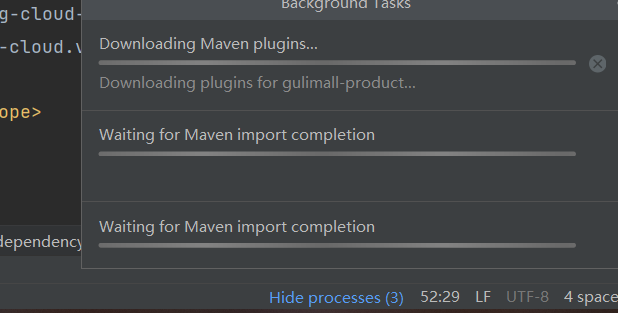 Background Tasks
g-cloud-
Downloading Maven plugins...
-cloud.v
Downloading plugins for gulimall-product...
ope>
Waiting for Maven import completion
Waiting for Maven import completion
dependency
Hide processes (3) 52:29 LF UTF-8 4 space